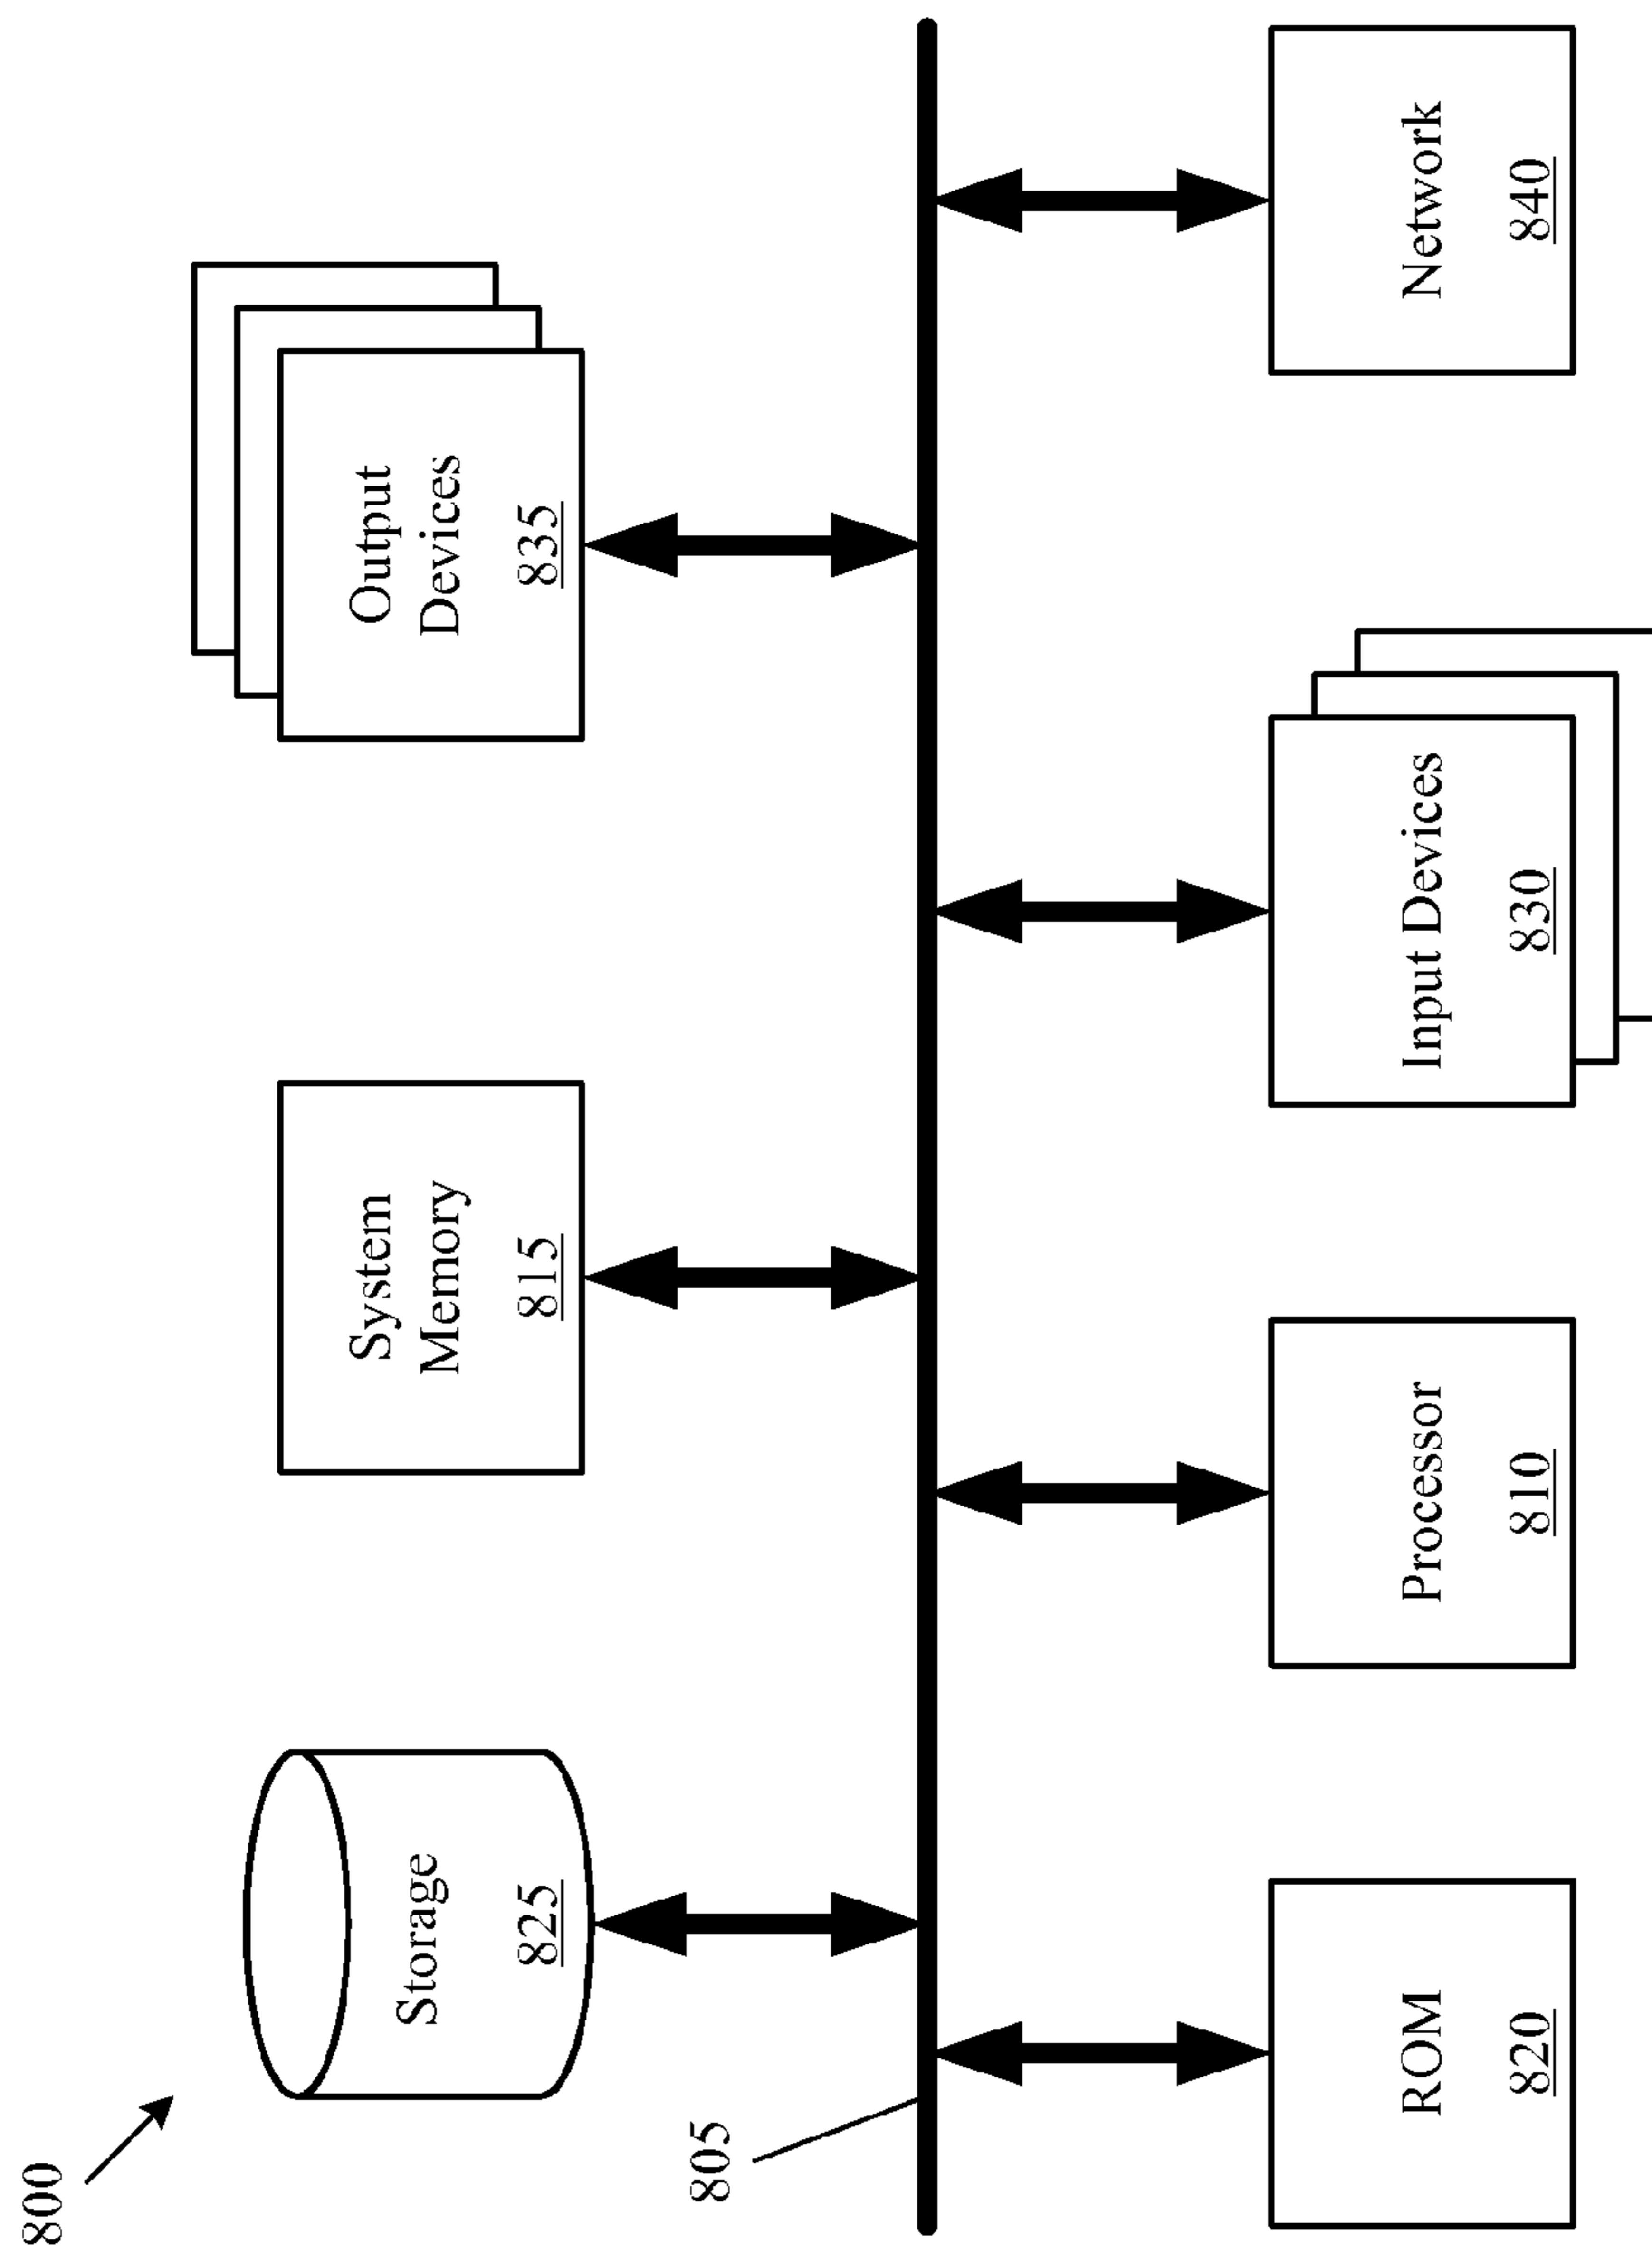 800
Storage
825
System
Memory
815
Output
Devices
835
805
ROM
820
Processor
810
Input Devices
830
Network
840